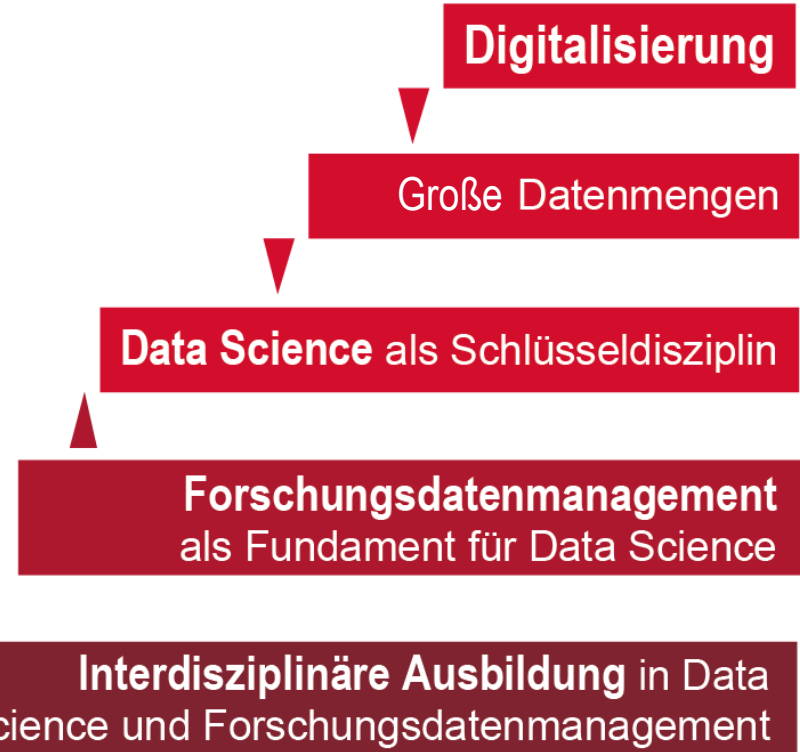 Digitalisierung
Große Datenmengen
Data Science als Schlüsseldisziplin
Forschungsdatenmanagement
als Fundament für Data Science
Interdisziplinäre Ausbildung in Data
cience und Forschungsdatenmanagement